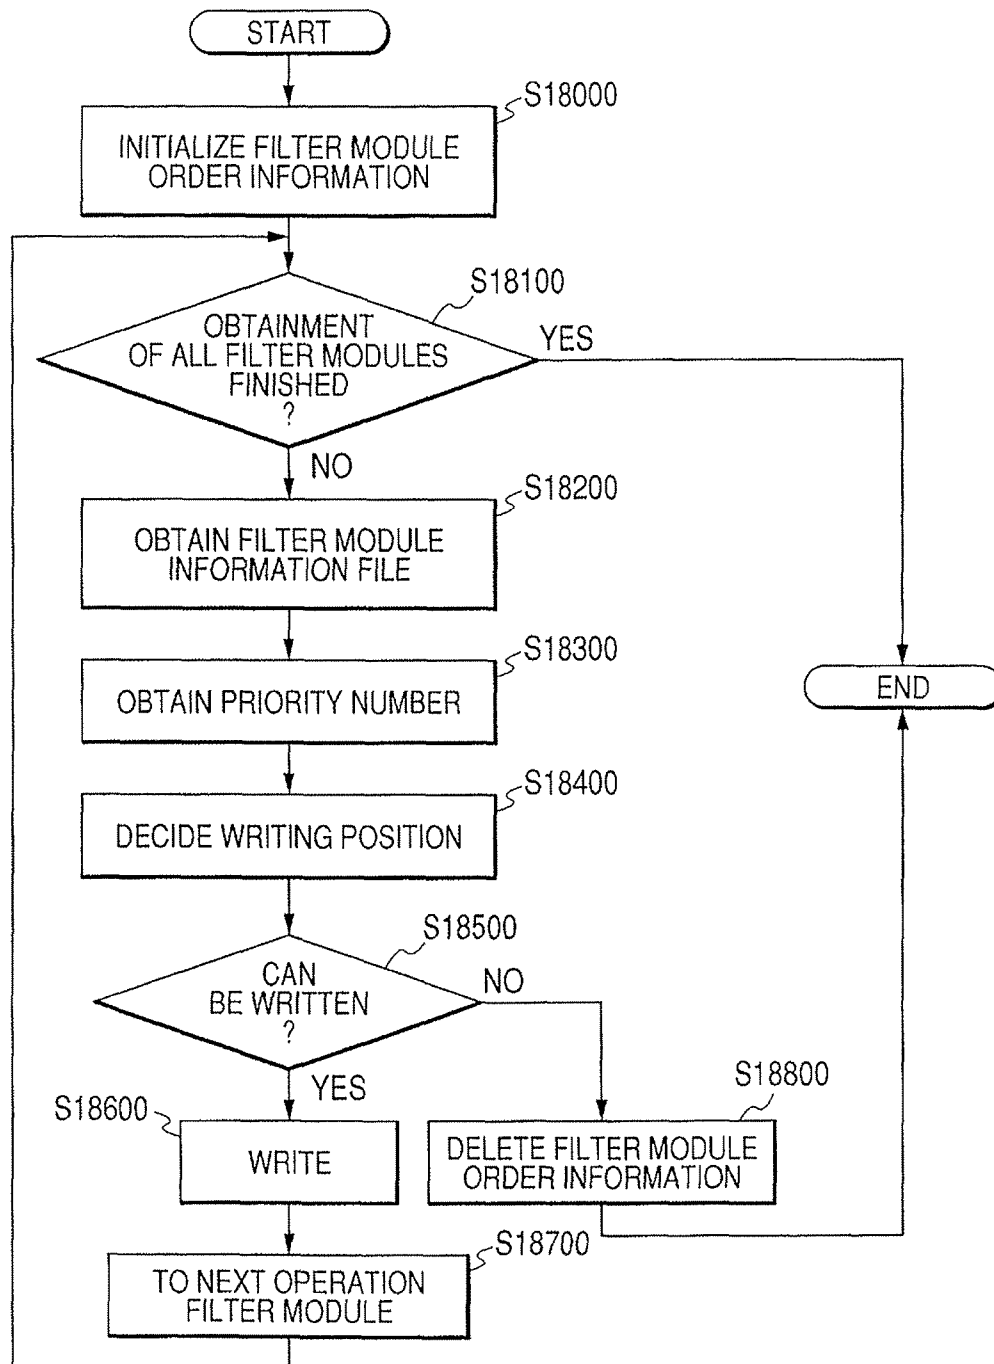 START
S18000
INITIALIZE FILTER MODULE
ORDER INFORMATION
S18100
OBTAINMENT
OF ALL FILTER MODULES
FINISHED
?
YES
NO
S18200
OBTAIN FILTER MODULE
INFORMATION FILE
S18300
OBTAIN PRIORITY NUMBER
END
S18400
DECIDE WRITING POSITION
S18500
CAN
BE WRITTEN
?
NO
YES
S18600
WRITE
S18800
DELETE FILTER MODULE
ORDER INFORMATION
S18700
TO NEXT OPERATION
FILTER MODULE